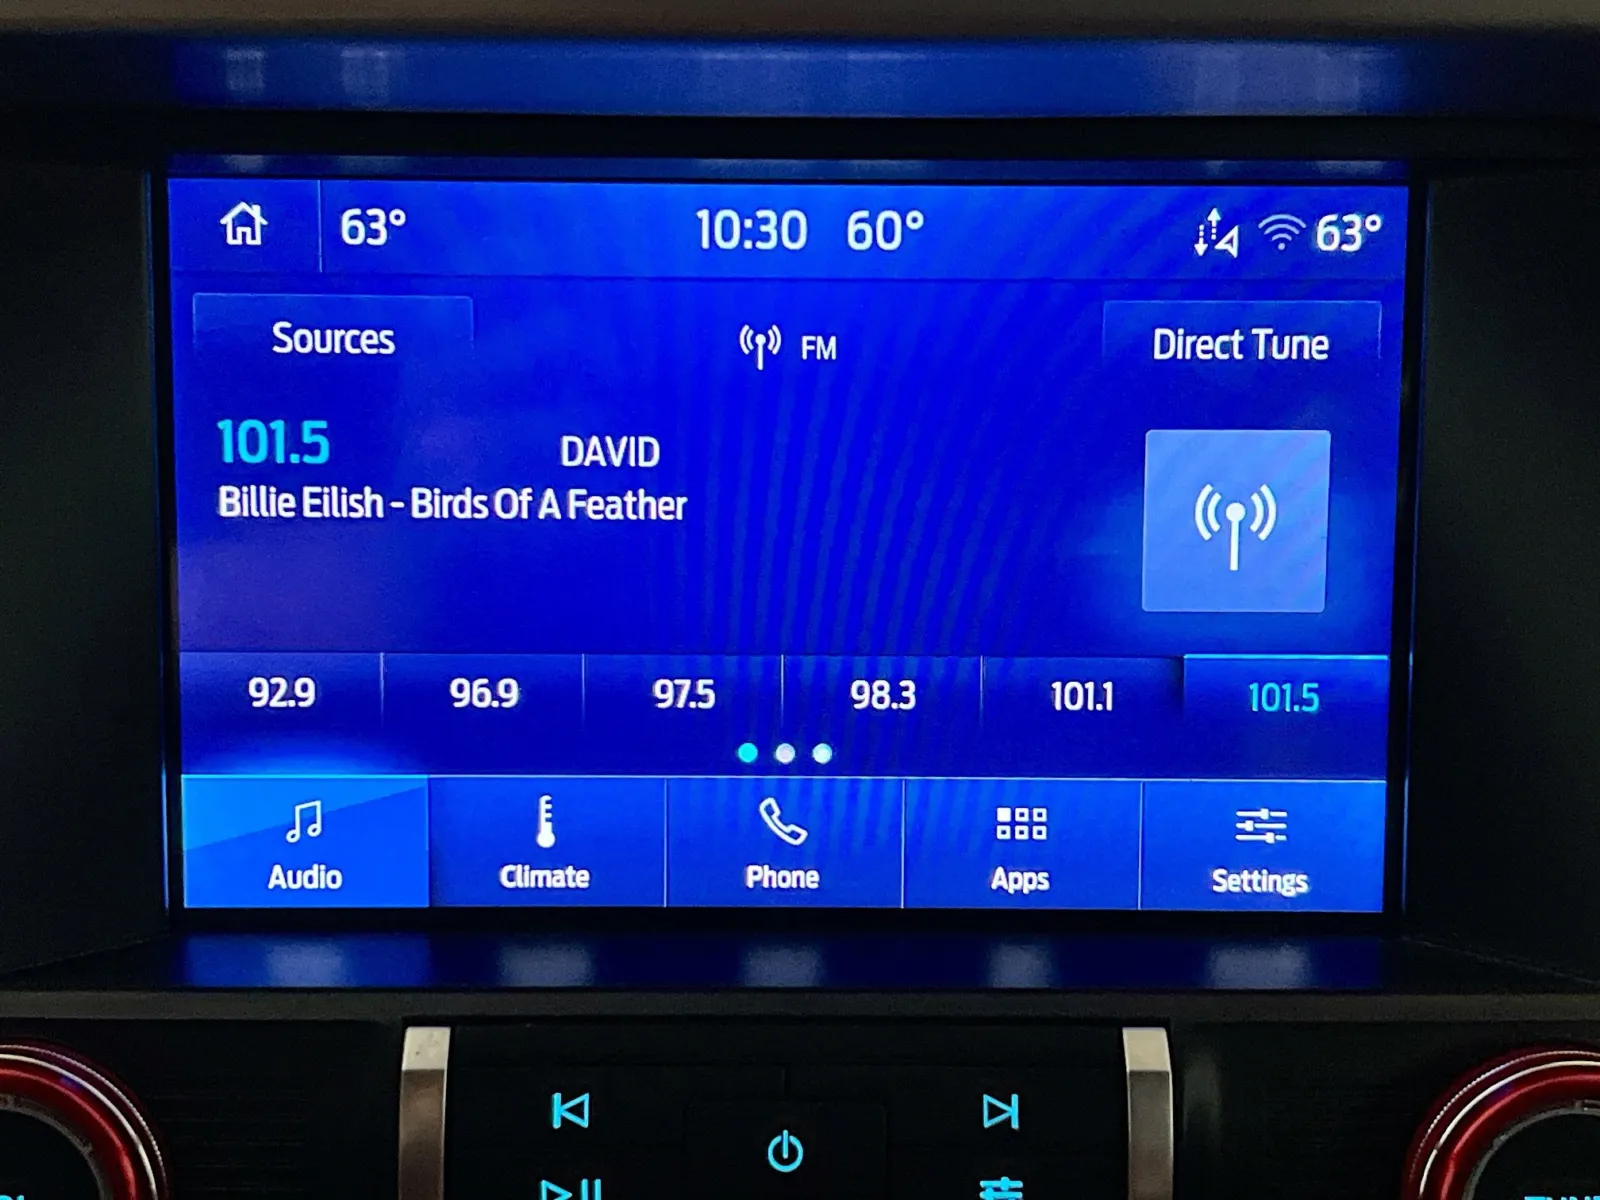 63° 10:30 60° 63°
Sources FM Direct Tune
101.5 DAVID
Billie Eilish - Birds Of A Feather
92.9 96.9 97.5 98.3 101.1 101.5
Audio Climate Phone Apps Settings